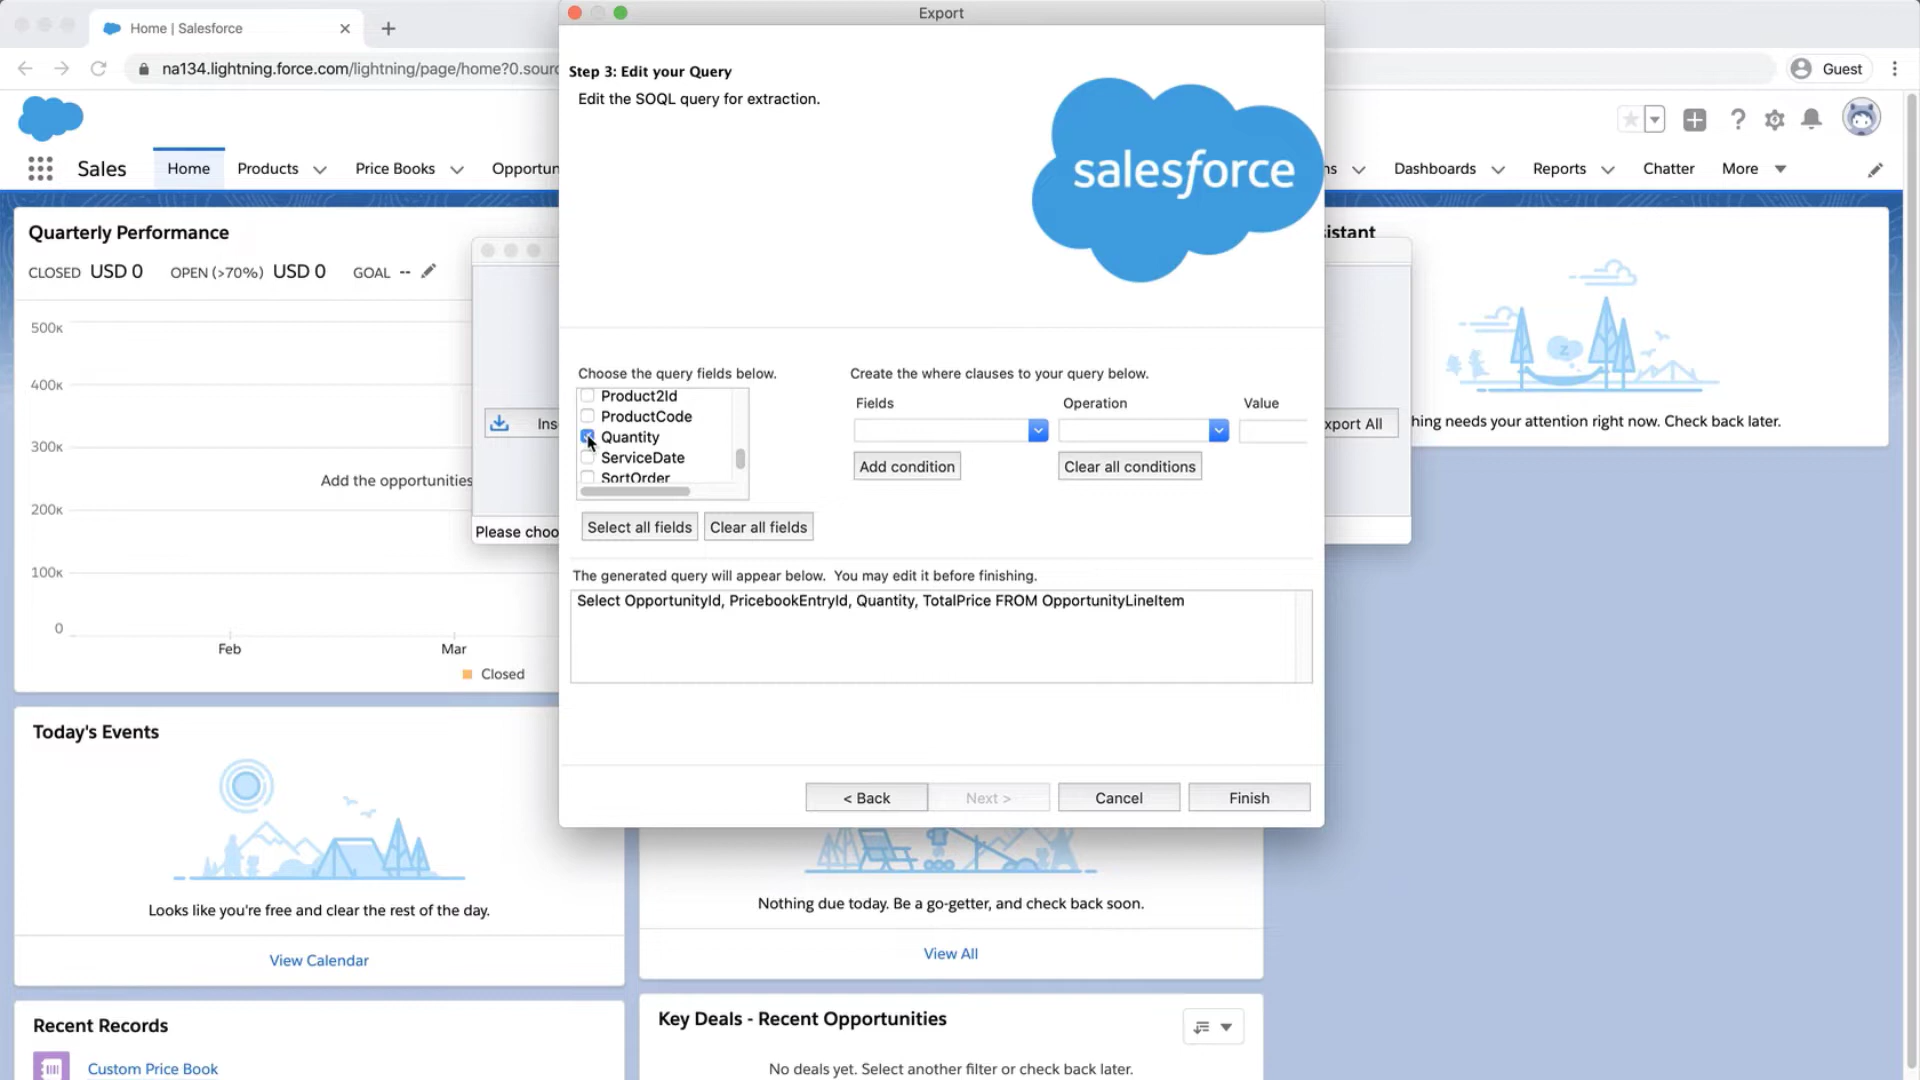 Home | Salesforce
Export
na134.lightning.force.com/lightning/page/home?0.sour
Guest
Step 3: Edit your Query
Edit the SOQL query for extraction.
salesforce
Sales
Home
Products
Price Books
Opportun
Dashboards
Reports
Chatter
More
Quarterly Performance
CLOSED USD 0 OPEN (>70%) USD 0 GOAL --
istant
500K
400K
300K
200K
100K
0
Feb
Mar
Closed
Add the opportunities
Ins
Please choo
xport All
hing needs your attention right now. Check back later.
Choose the query fields below.
Product2Id
ProductCode
Quantity
ServiceDate
SortOrder
Select all fields
Clear all fields
Create the where clauses to your query below.
Fields
Operation
Value
Add condition
Clear all conditions
The generated query will appear below. You may edit it before finishing.
Select OpportunityId, PricebookEntryId, Quantity, TotalPrice FROM OpportunityLineItem
< Back
Next >
Cancel
Finish
Today's Events
Looks like you're free and clear the rest of the day.
View Calendar
Nothing due today. Be a go-getter, and check back soon.
View All
Recent Records
Custom Price Book
Key Deals - Recent Opportunities
No deals yet. Select another filter or check back later.